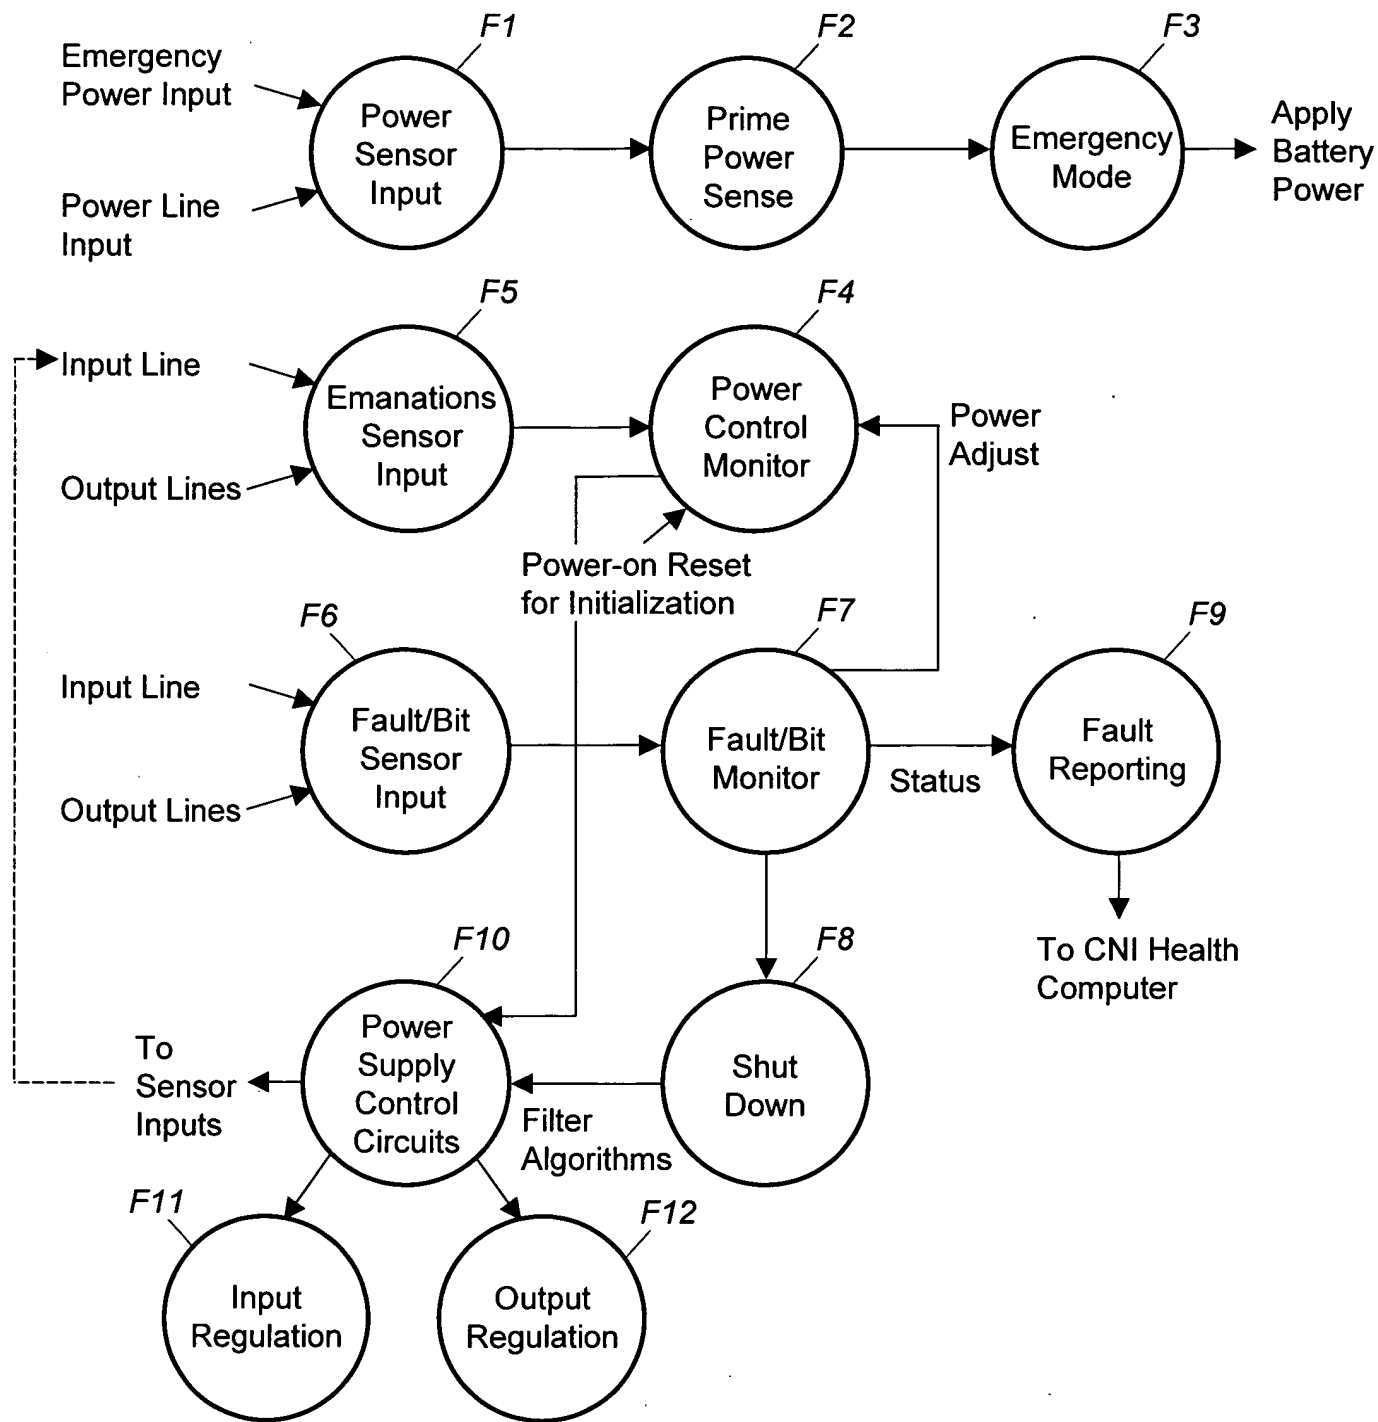 F1
F2
F3
Emergency
Power Input
Power
Sensor
Input
Prime
Power
Sense
Emergency
Mode
Apply
Battery
Power
Power Line
Input
F5
F4
Input Line
Emanations
Sensor
Input
Power
Control
Monitor
Power
Adjust
Output Lines
Power-on Reset
for Initialization
F6
F7
F9
Input Line
Fault/Bit
Sensor
Input
Fault/Bit
Monitor
Status
Fault
Reporting
Output Lines
F10
F8
To CNI Health
Computer
To
Sensor
Inputs
Power
Supply
Control
Circuits
Filter
Algorithms
Shut
Down
F11
F12
Input
Regulation
Output
Regulation